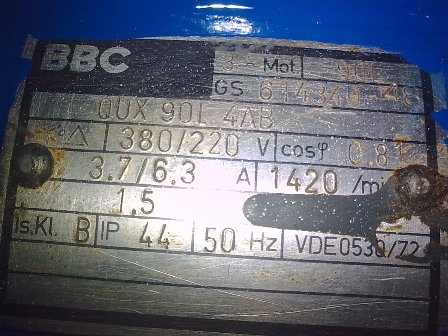 BBC 3~ Mot.
GS 614340
QUX 90L 4AB
Δ 380/220 V cosφ 0.81
3.7/6.3 A 1420 /min
1.5
Is.Kl. B IP 44 50 Hz VDE0530/72